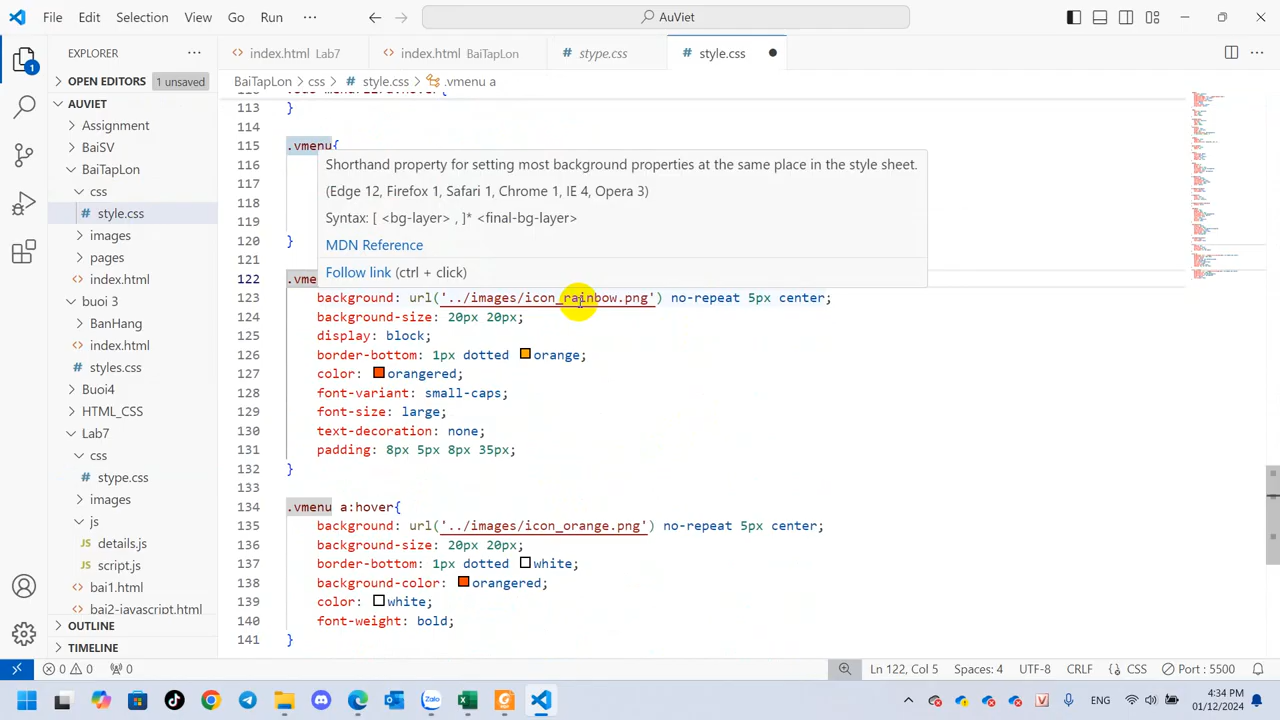 File Edit Selection View Go Run ··· AuViet
EXPLORER ··· index.html Lab7 index.html BaiTapLon stype.css style.css
OPEN EDITORS 1 unsaved BaiTapLon > css > # style.css > .vmenu a
AUVIET
Assignment
BaiSV
BaiTapLon
css
# style.css
images
pages
index.html
buoi 3
BanHang
index.html
styles.css
Buoi4
HTML_CSS
Lab7
css
stype.css
images
js
JS details.js
JS script.js
bai1.html
bai2-javascript.html
OUTLINE
TIMELINE
113 }
114
115 .vmenu{
116
117
118
119
120 }
121
Shorthand property for setting most background properties at the same place in the style sheet.
(Edge 12, Firefox 1, Safari 1, Chrome 1, IE 4, Opera 3)
Syntax: [ <bg-layer> , ]* <final-bg-layer>
MDN Reference
Follow link (ctrl + click)
122 .vme
123 background: url('../images/icon_rainbow.png') no-repeat 5px center;
124 background-size: 20px 20px;
125 display: block;
126 border-bottom: 1px dotted orange;
127 color: orangered;
128 font-variant: small-caps;
129 font-size: large;
130 text-decoration: none;
131 padding: 8px 5px 8px 35px;
132 }
133
134 .vmenu a:hover{
135 background: url('../images/icon_orange.png') no-repeat 5px center;
136 background-size: 20px 20px;
137 border-bottom: 1px dotted white;
138 background-color: orangered;
139 color: white;
140 font-weight: bold;
141 }
0 0 0 Ln 122, Col 5 Spaces: 4 UTF-8 CRLF {} CSS Port : 5500
Zalo ENG 4:34 PM
01/12/2024